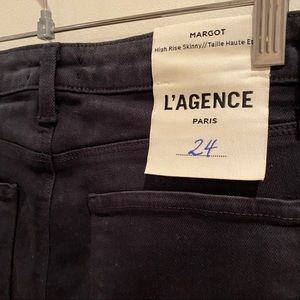 MARGOT
High Rise Skinny//Taille Haute
L'AGENCE
PARIS
24